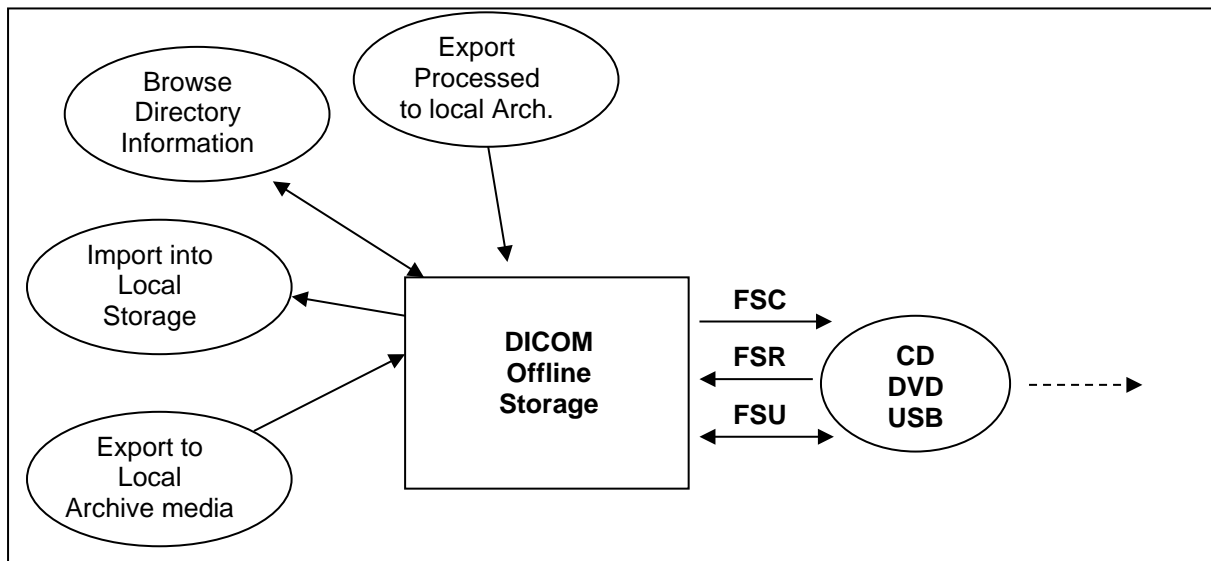 Export
Processed
to local Arch.
Browse
Directory
Information
Import into
Local
Storage
Export to
Local
Archive media
DICOM
Offline
Storage
FSC
FSR
FSU
CD
DVD
USB